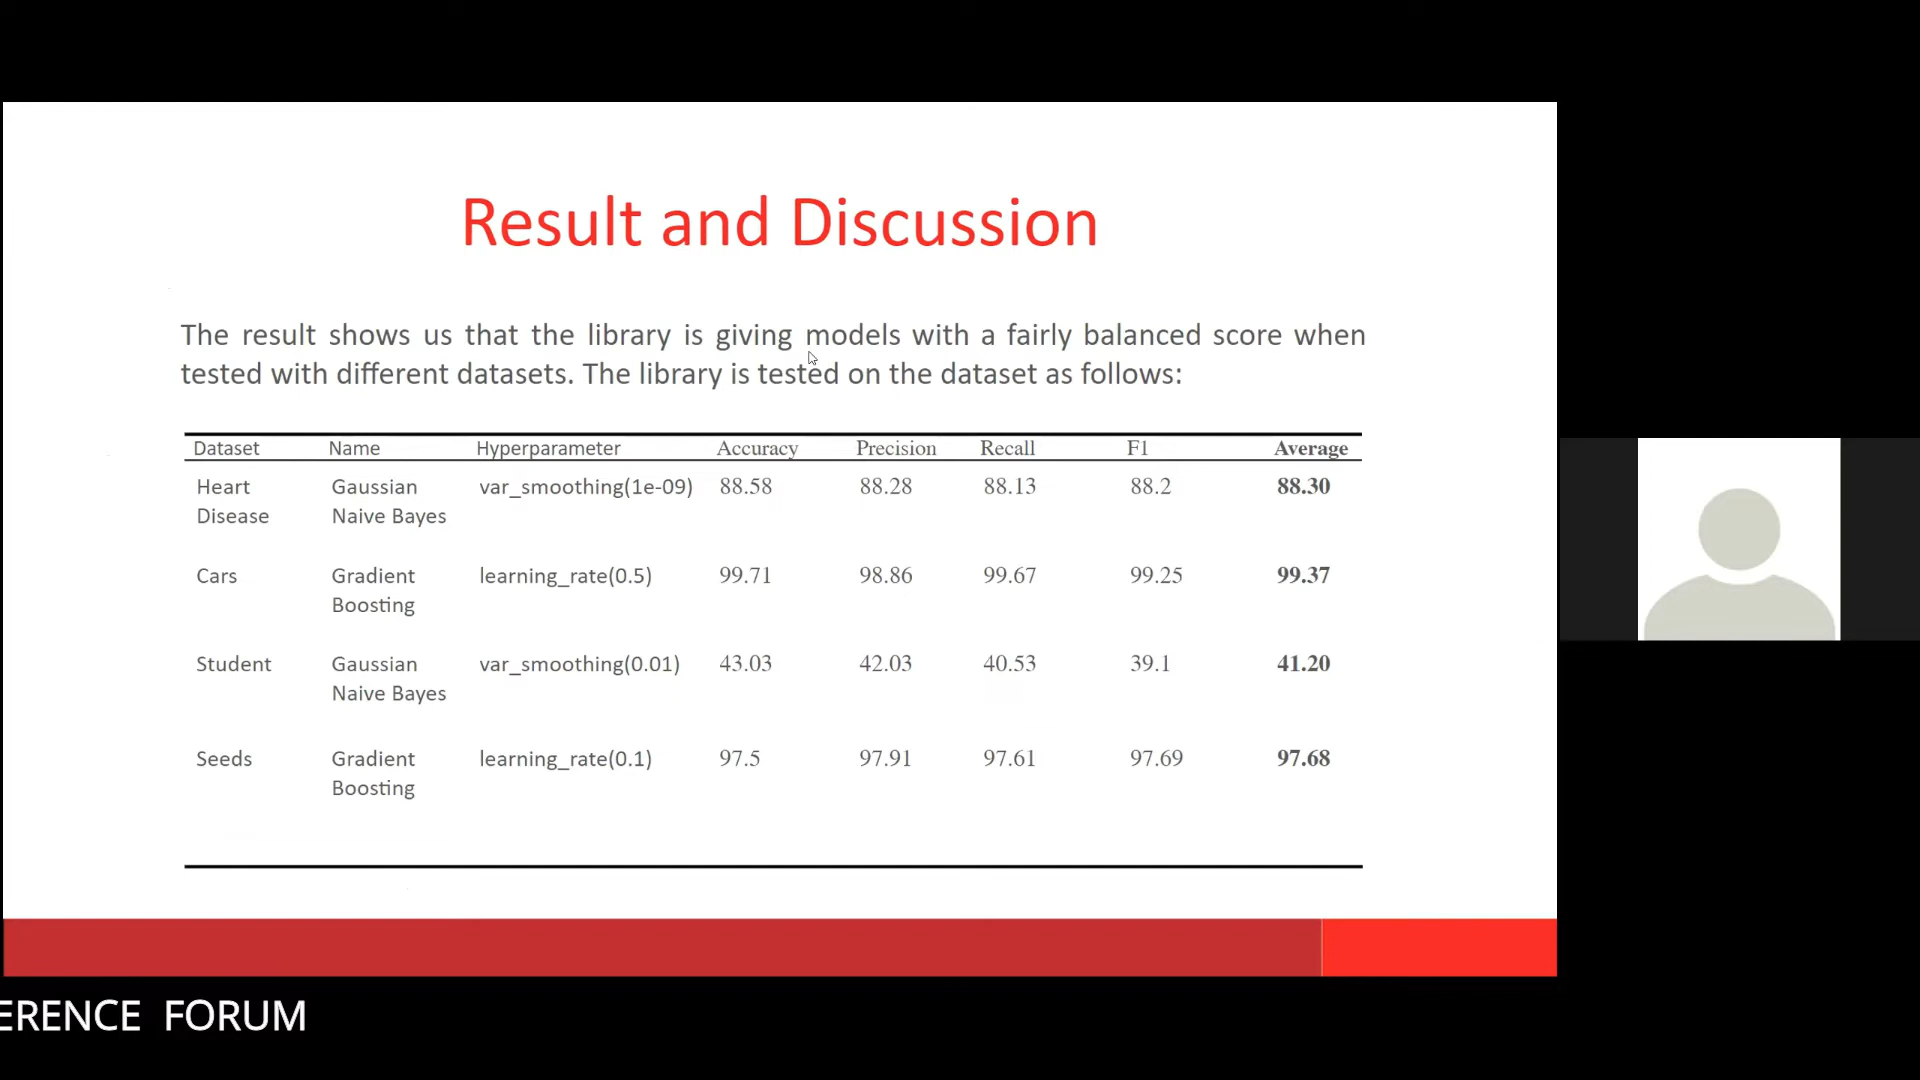 Result and Discussion
The result shows us that the library is giving models with a fairly balanced score when
tested with different datasets. The library is tested on the dataset as follows:
Dataset Name Hyperparameter Accuracy Precision Recall F1 Average
Heart Gaussian var_smoothing(1e-09) 88.58 88.28 88.13 88.2 88.30
Disease Naive Bayes
Cars Gradient learning_rate(0.5) 99.71 98.86 99.67 99.25 99.37
Boosting
Student Gaussian var_smoothing(0.01) 43.03 42.03 40.53 39.1 41.20
Naive Bayes
Seeds Gradient learning_rate(0.1) 97.5 97.91 97.61 97.69 97.68
Boosting
ERENCE FORUM